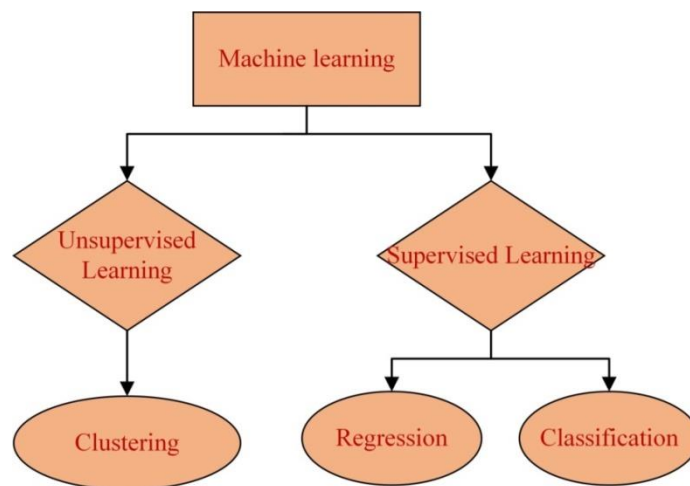 Machine learning
Unsupervised
Learning
Supervised Learning
Clustering
Regression
Classification